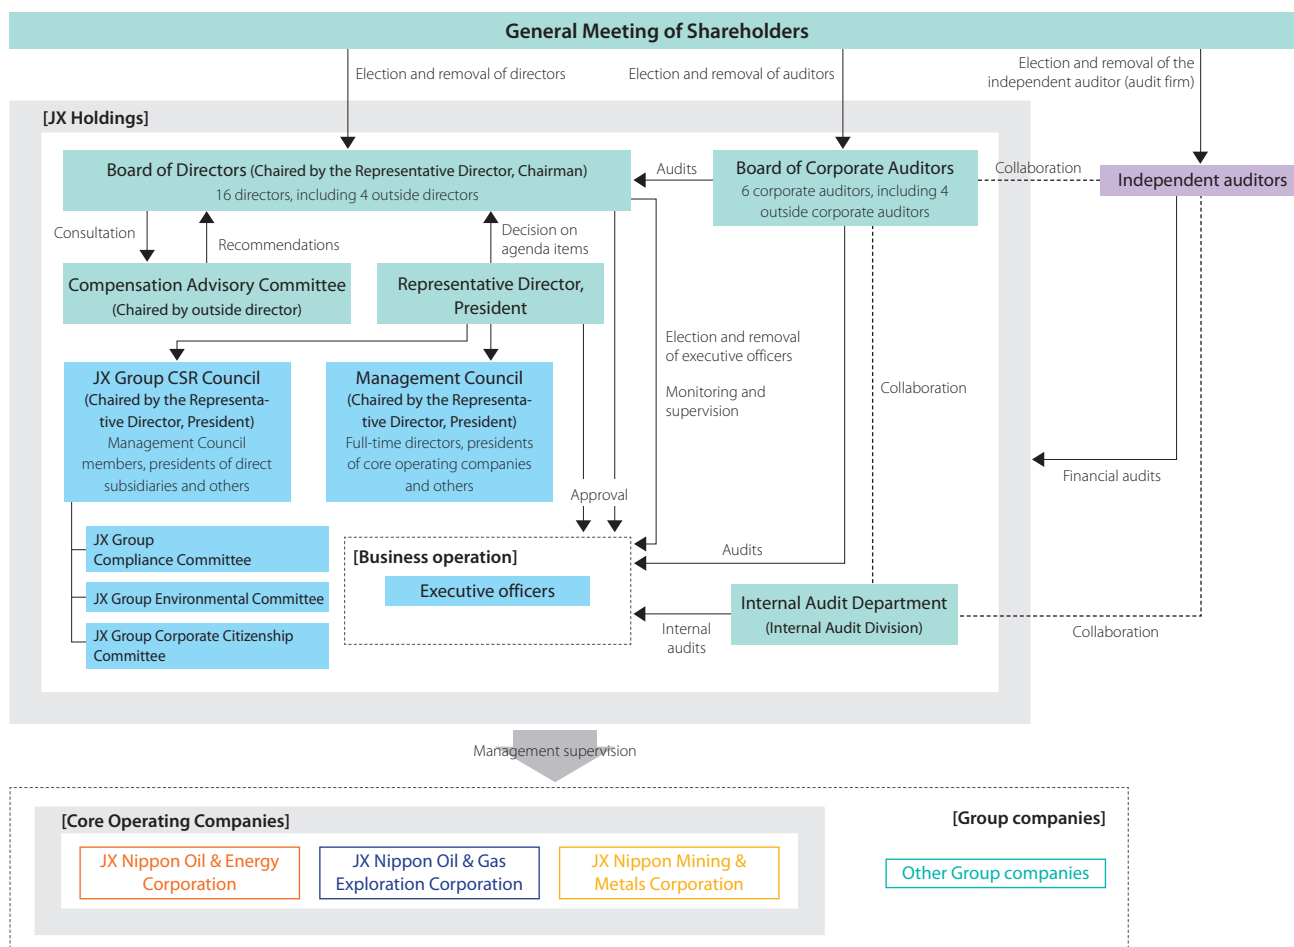 General Meeting of Shareholders
Election and removal of directors
Election and removal of auditors
Election and removal of the
independent auditor (audit firm)
[JX Holdings]
Board of Directors (Chaired by the Representative Director, Chairman)
16 directors, including 4 outside directors
Audits
Board of Corporate Auditors
6 corporate auditors, including 4
outside corporate auditors
Collaboration
Independent auditors
Consultation
Recommendations
Decision on
agenda items
Compensation Advisory Committee
(Chaired by outside director)
Representative Director,
President
Election and removal
of executive officers
Monitoring and
supervision
Collaboration
JX Group CSR Council
(Chaired by the Representa-
tive Director, President)
Management Council
members, presidents of direct
subsidiaries and others
Management Council
(Chaired by the Representa-
tive Director, President)
Full-time directors, presidents
of core operating companies
and others
Financial audits
Approval
JX Group
Compliance Committee
JX Group Environmental Committee
JX Group Corporate Citizenship
Committee
[Business operation]
Executive officers
Audits
Internal
audits
Internal Audit Department
(Internal Audit Division)
Collaboration
Management supervision
[Core Operating Companies]
[Group companies]
JX Nippon Oil & Energy
Corporation
JX Nippon Oil & Gas
Exploration Corporation
JX Nippon Mining &
Metals Corporation
Other Group companies